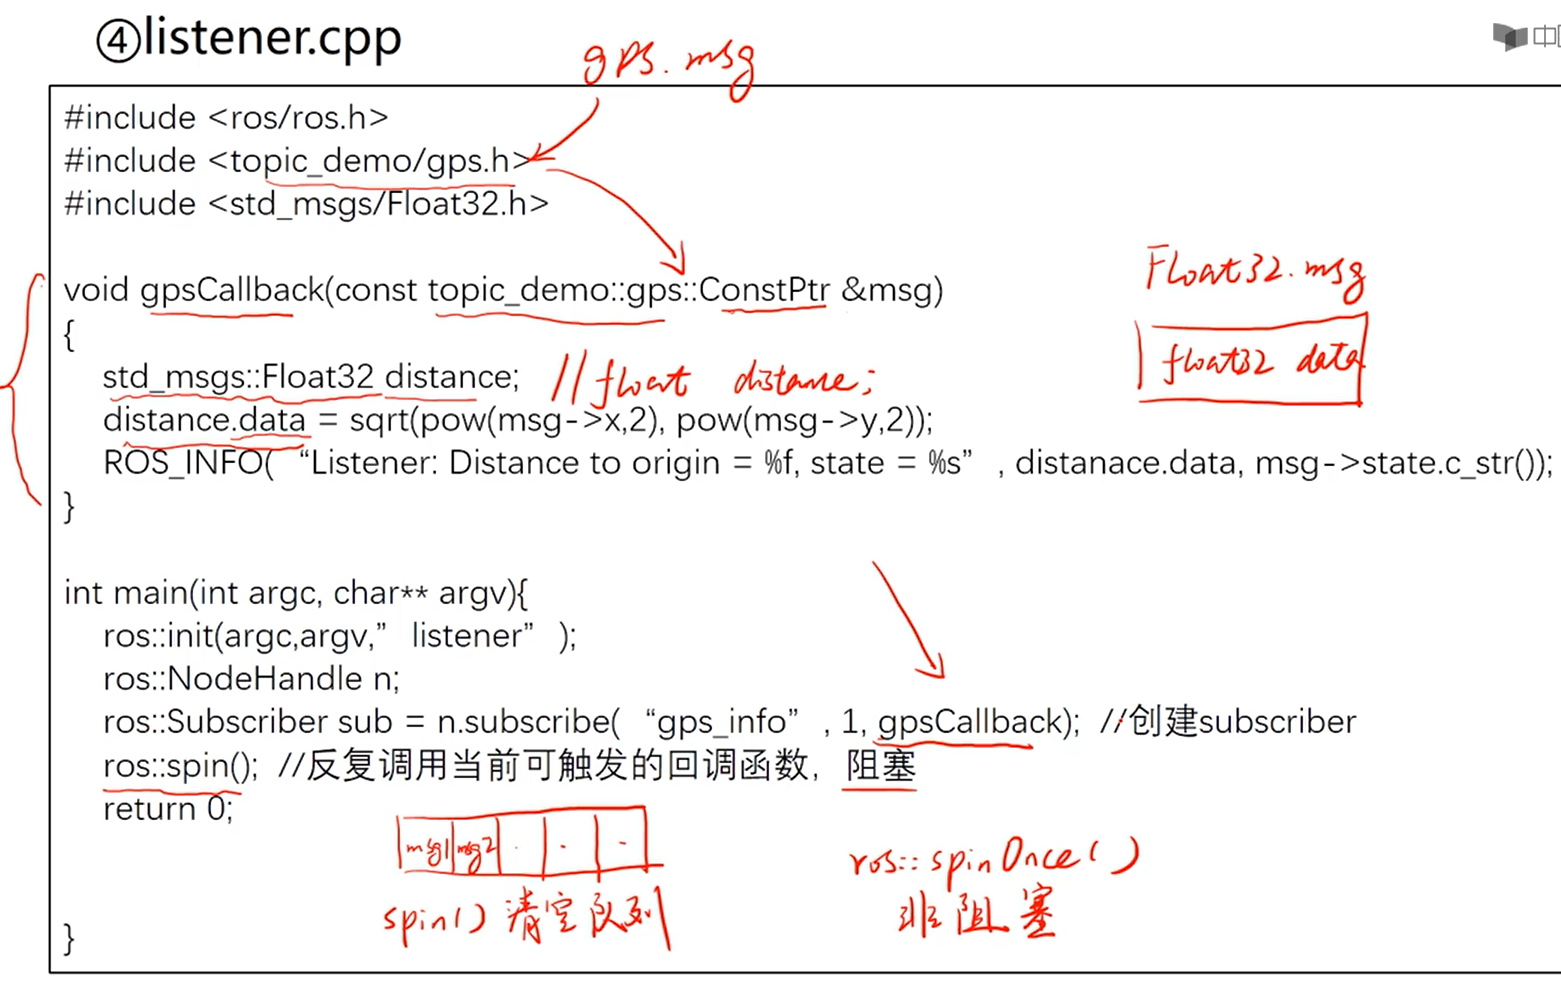 ④listener.cpp
中
gps.msg
#include <ros/ros.h>
#include <topic_demo/gps.h>
#include <std_msgs/Float32.h>
Float32.msg
void gpsCallback(const topic_demo::gps::ConstPtr &msg)
{
float32 data
std_msgs::Float32 distance; //float distance;
distance.data = sqrt(pow(msg->x,2), pow(msg->y,2));
ROS_INFO( “Listener: Distance to origin = %f, state = %s” , distanace.data, msg->state.c_str());
}
int main(int argc, char** argv){
ros::init(argc,argv,” listener” );
ros::NodeHandle n;
ros::Subscriber sub = n.subscribe( “gps_info” , 1, gpsCallback); //创建subscriber
ros::spin(); //反复调用当前可触发的回调函数，阻塞
return 0;
msg1 msg2 . . .
ros::spinOnce()
spin() 清空队列
非阻塞
}